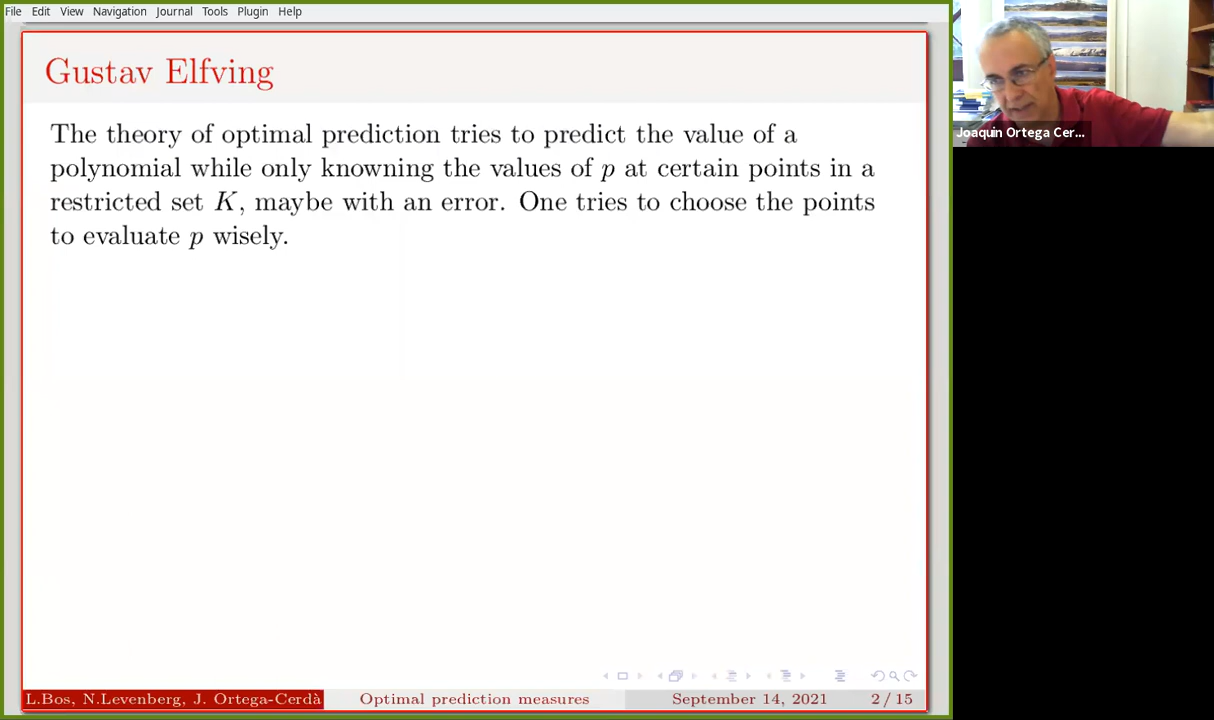 File Edit View Navigation Journal Tools Plugin Help
Gustav Elfving
The theory of optimal prediction tries to predict the value of a
polynomial while only knowning the values of p at certain points in a
restricted set K, maybe with an error. One tries to choose the points
to evaluate p wisely.
L.Bos, N.Levenberg, J. Ortega-Cerdà Optimal prediction measures September 14, 2021 2 / 15
Joaquin Ortega Cer...